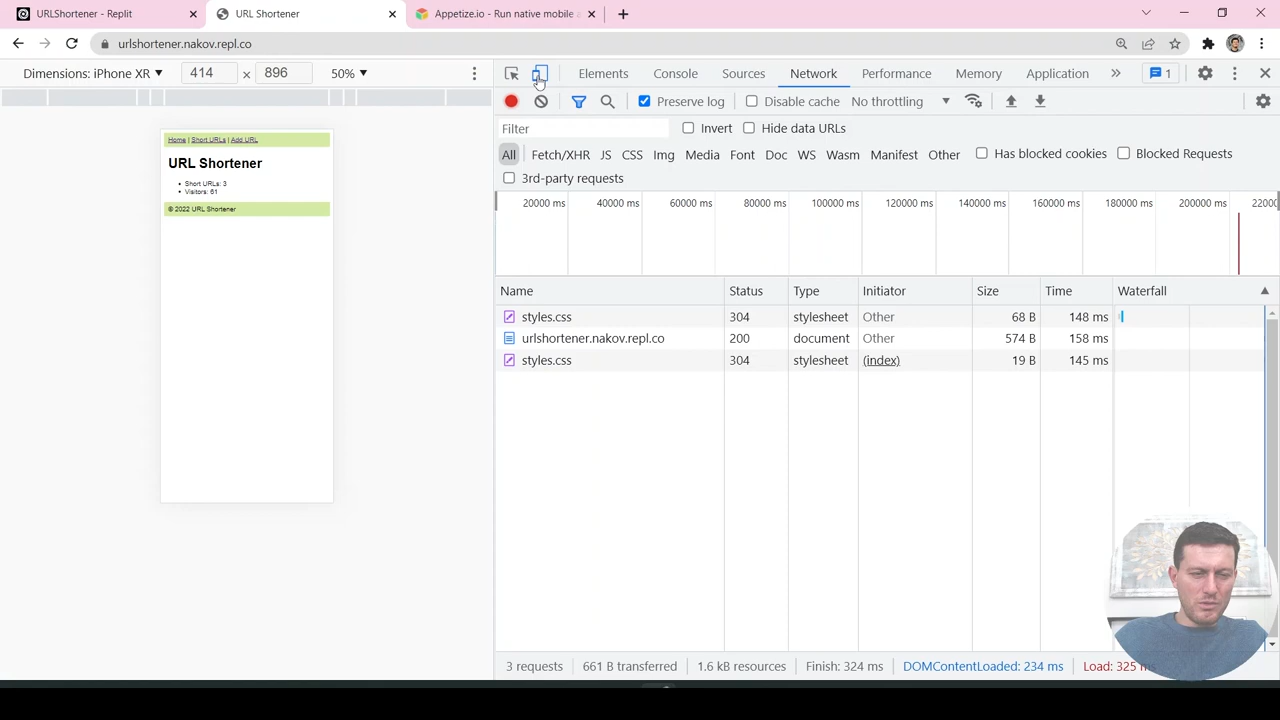 URLShortener - Replit
URL Shortener
Appetize.io - Run native mobile
urlshortener.nakov.repl.co
Dimensions: iPhone XR ▼ 414 × 896 50% ▼
Elements Console Sources Network Performance Memory Application » 1
Preserve log Disable cache No throttling ▼
Filter Invert Hide data URLs
All Fetch/XHR JS CSS Img Media Font Doc WS Wasm Manifest Other Has blocked cookies Blocked Requests
3rd-party requests
20000 ms 40000 ms 60000 ms 80000 ms 100000 ms 120000 ms 140000 ms 160000 ms 180000 ms 200000 ms 22000
Name Status Type Initiator Size Time Waterfall
styles.css 304 stylesheet Other 68 B 148 ms
urlshortener.nakov.repl.co 200 document Other 574 B 158 ms
styles.css 304 stylesheet (index) 19 B 145 ms
3 requests 661 B transferred 1.6 kB resources Finish: 324 ms DOMContentLoaded: 234 ms Load: 325 ms
Home | Short URLs | Add URL
URL Shortener
• Short URLs: 3
• Visitors: 61
© 2022 URL Shortener